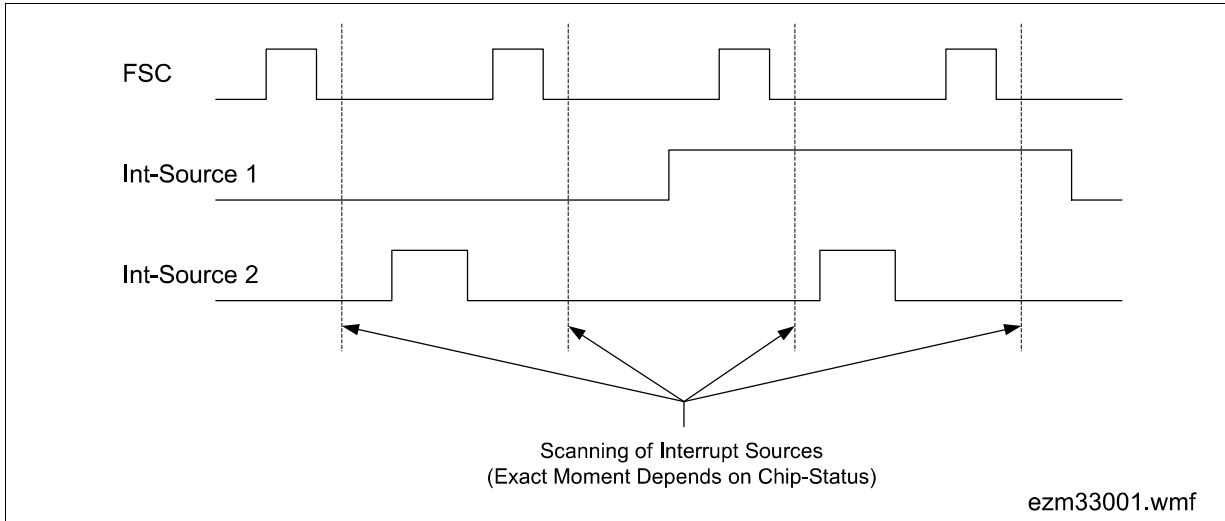 FSC
Int-Source 1
Int-Source 2
Scanning of Interrupt Sources
(Exact Moment Depends on Chip-Status)
ezm33001.wmf